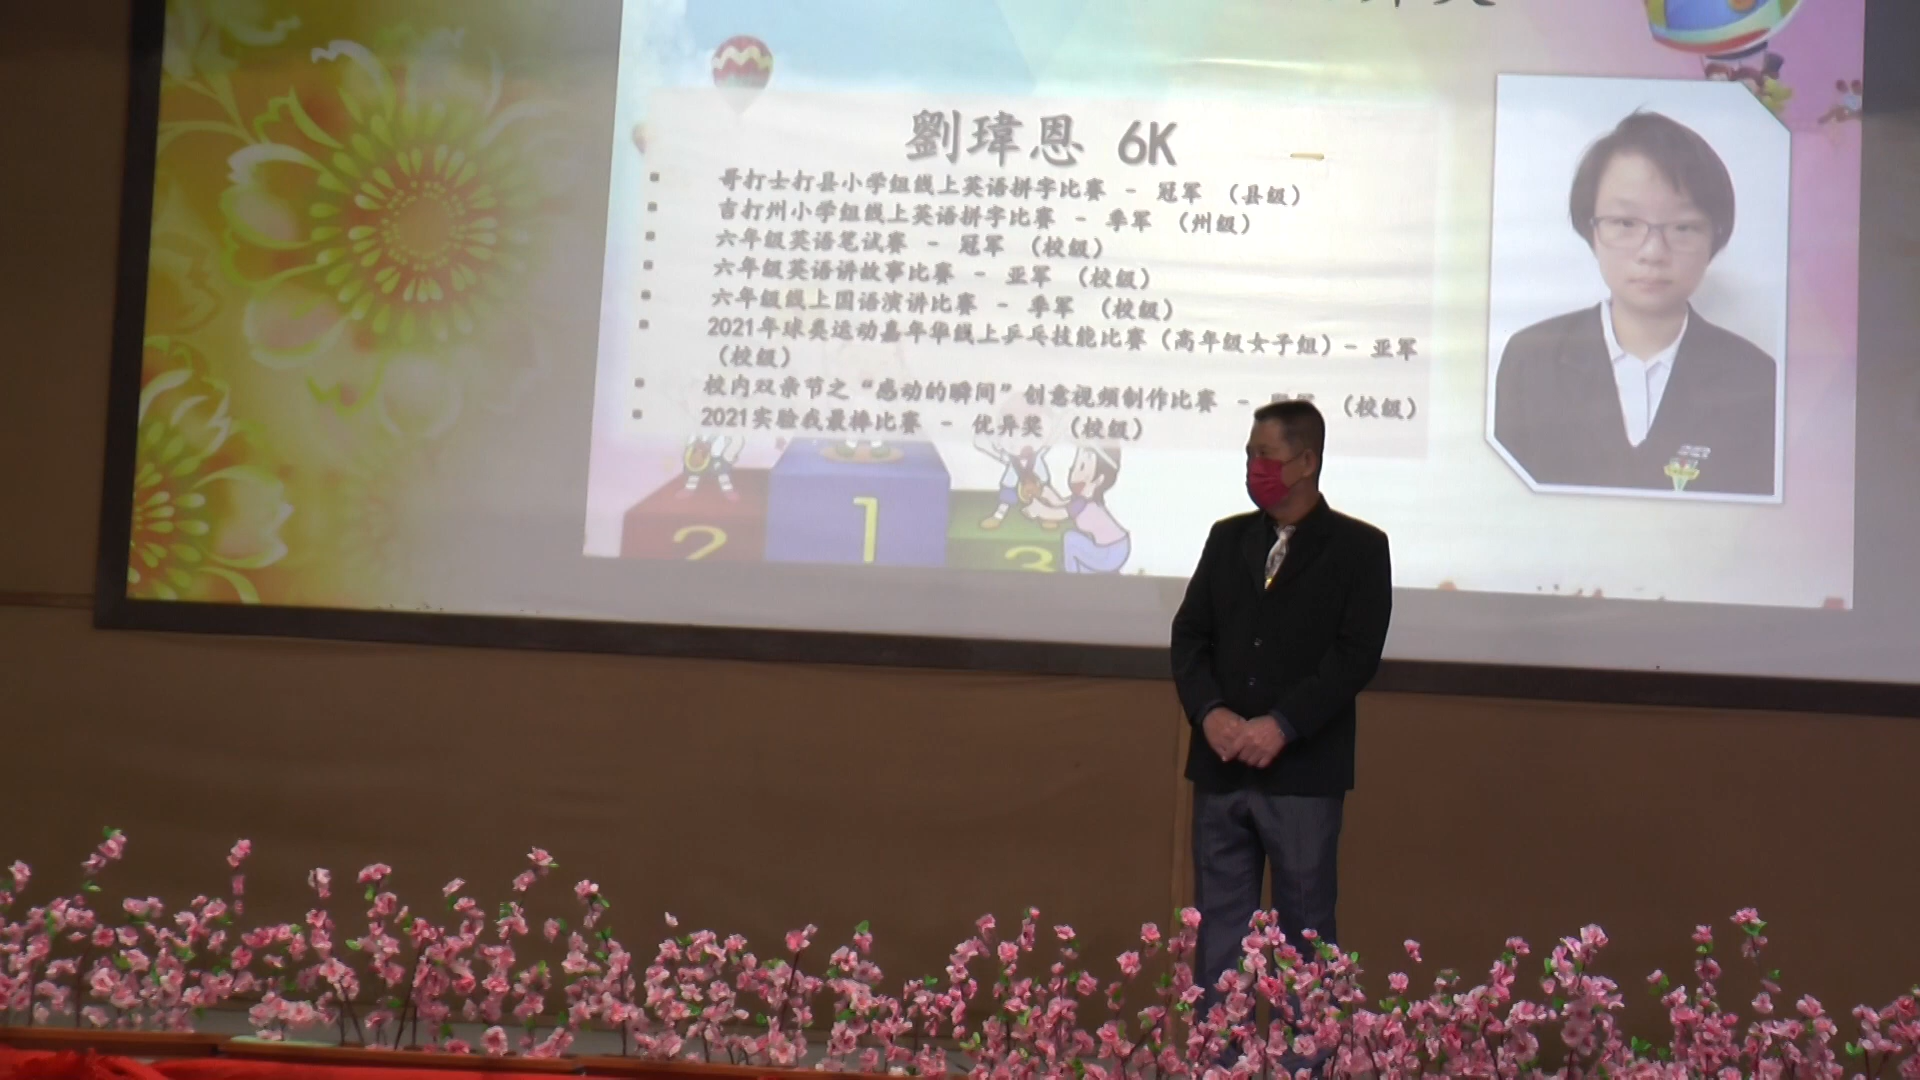 劉瑋恩 6K
哥打士打县小学组线上英语拼字比赛 - 冠军 （县级）
吉打州小学组线上英语拼字比赛 - 季军 （州级）
六年级英语笔试赛 - 冠军 （校级）
六年级英语讲故事比赛 - 亚军 （校级）
六年级线上国语演讲比赛 - 季军 （校级）
2021年球类运动嘉年华线上乒乓技能比赛（高年级女子组）- 亚军
（校级）
校内双亲节之“感动的瞬间”创意视频制作比赛 - （校级）
2021实验我最棒比赛 - 优异奖 （校级）
2
1
3